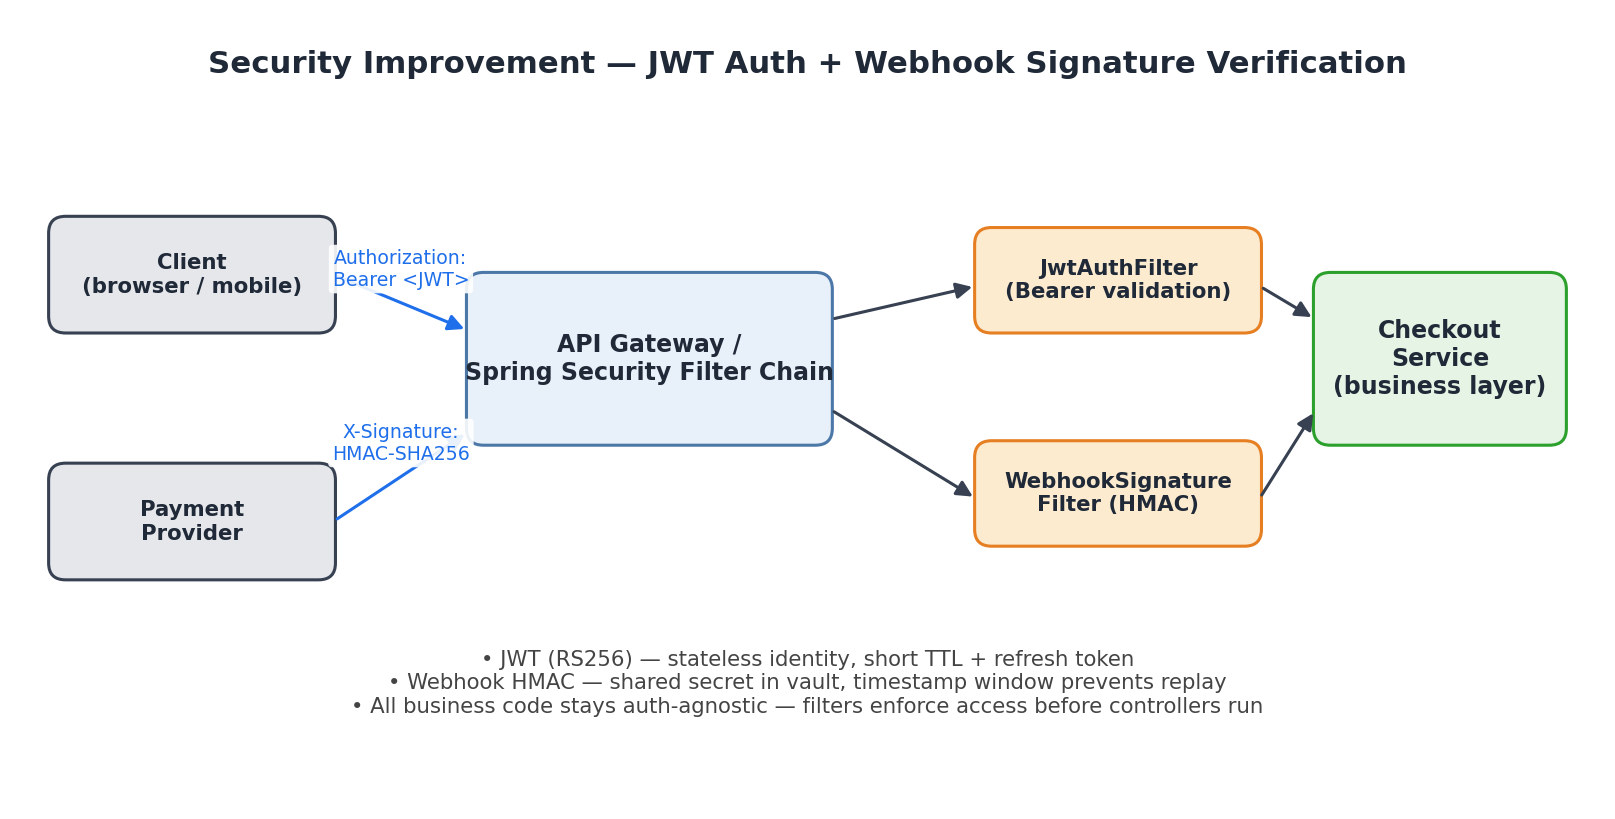 Security Improvement — JWT Auth + Webhook Signature Verification
Client
(browser / mobile)
Authorization:
Bearer <JWT>
API Gateway /
Spring Security Filter Chain
JwtAuthFilter
(Bearer validation)
Checkout
Service
(business layer)
X-Signature:
HMAC-SHA256
Payment
Provider
WebhookSignature
Filter (HMAC)
• JWT (RS256) — stateless identity, short TTL + refresh token
• Webhook HMAC — shared secret in vault, timestamp window prevents replay
• All business code stays auth-agnostic — filters enforce access before controllers run